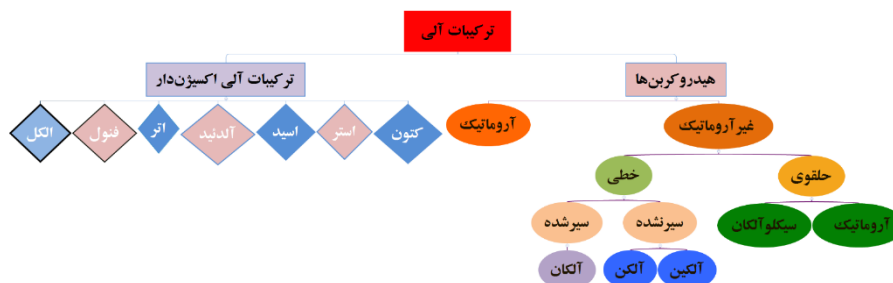 ترکیبات آلی
هیدروکربن‌ها
ترکیبات آلی اکسیژن‌دار
غیرآروماتیک
آروماتیک
کتون
استر
اسید
آلدئید
اتر
فنول
الکل
حلقوی
خطی
آروماتیک
سیکلوآلکان
سیرنشده
سیرشده
آلکین
آلکن
آلکان